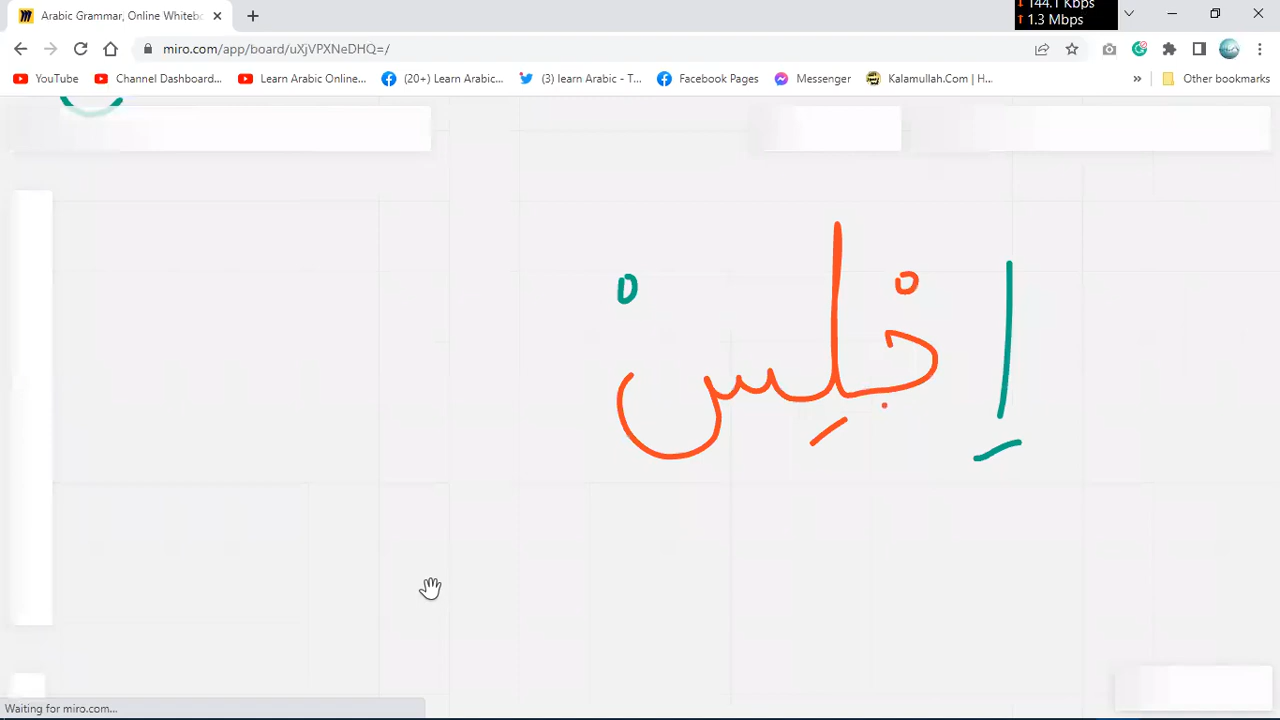 144.1 Kbps
1.3 Mbps
Arabic Grammar, Online Whitebo
miro.com/app/board/uXjVPXNeDHQ=/
YouTube
Channel Dashboard...
Learn Arabic Online...
(20+) Learn Arabic...
(3) learn Arabic - T...
Facebook Pages
Messenger
Kalamullah.Com | H...
Other bookmarks
اِجْلِسْ
Waiting for miro.com...